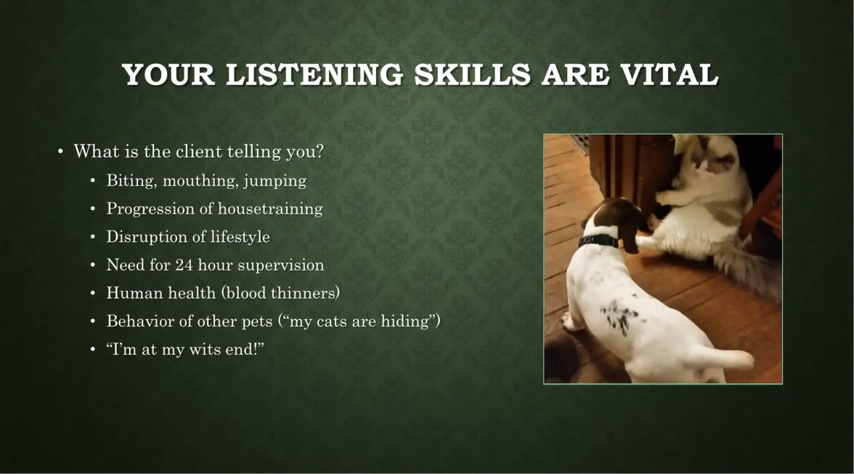 YOUR LISTENING SKILLS ARE VITAL
• What is the client telling you?
• Biting, mouthing, jumping
• Progression of housetraining
• Disruption of lifestyle
• Need for 24 hour supervision
• Human health (blood thinners)
• Behavior of other pets (“my cats are hiding”)
• “I’m at my wits end!”